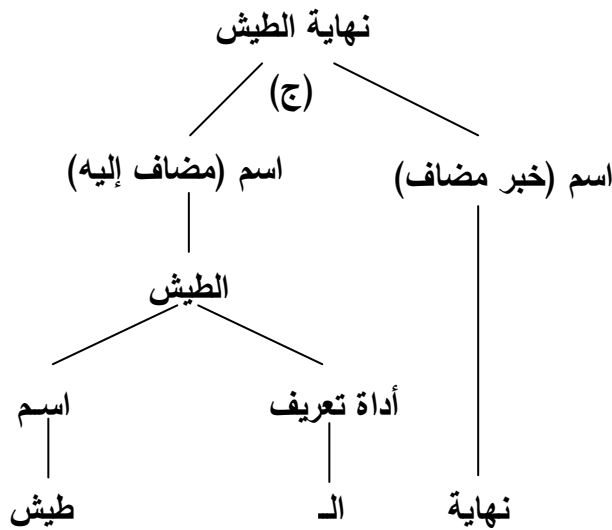 نهاية الطيش
(ج)
اسم (خبر مضاف)
اسم (مضاف إليه)
الطيش
أداة تعريف
اسم
نهاية
الـ
طيش